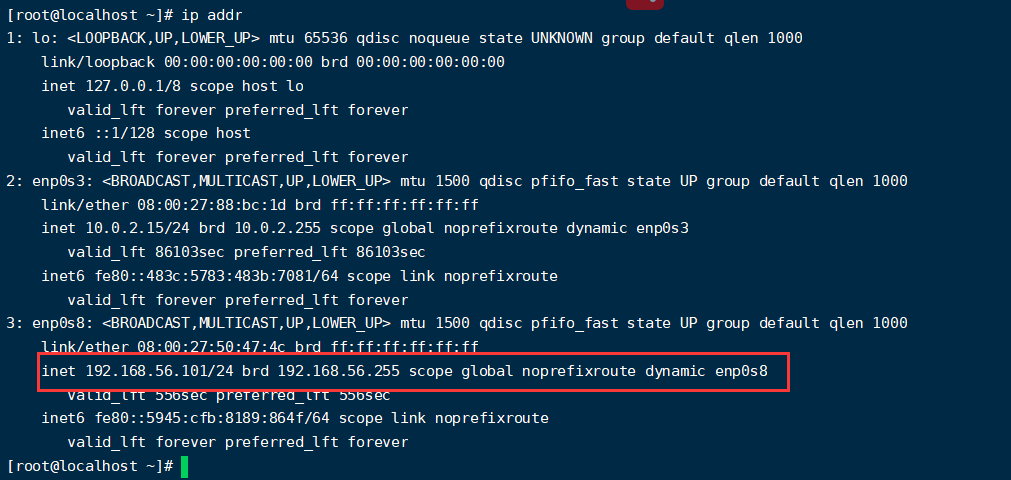 [root@localhost ~]# ip addr
1: lo: <LOOPBACK,UP,LOWER_UP> mtu 65536 qdisc noqueue state UNKNOWN group default qlen 1000
    link/loopback 00:00:00:00:00:00 brd 00:00:00:00:00:00
    inet 127.0.0.1/8 scope host lo
       valid_lft forever preferred_lft forever
    inet6 ::1/128 scope host
       valid_lft forever preferred_lft forever
2: enp0s3: <BROADCAST,MULTICAST,UP,LOWER_UP> mtu 1500 qdisc pfifo_fast state UP group default qlen 1000
    link/ether 08:00:27:88:bc:1d brd ff:ff:ff:ff:ff:ff
    inet 10.0.2.15/24 brd 10.0.2.255 scope global noprefixroute dynamic enp0s3
       valid_lft 86103sec preferred_lft 86103sec
    inet6 fe80::483c:5783:483b:7081/64 scope link noprefixroute
       valid_lft forever preferred_lft forever
3: enp0s8: <BROADCAST,MULTICAST,UP,LOWER_UP> mtu 1500 qdisc pfifo_fast state UP group default qlen 1000
    link/ether 08:00:27:50:47:4c brd ff:ff:ff:ff:ff:ff
    inet 192.168.56.101/24 brd 192.168.56.255 scope global noprefixroute dynamic enp0s8
       valid_lft 556sec preferred_lft 556sec
    inet6 fe80::5945:cfb:8189:864f/64 scope link noprefixroute
       valid_lft forever preferred_lft forever
[root@localhost ~]#